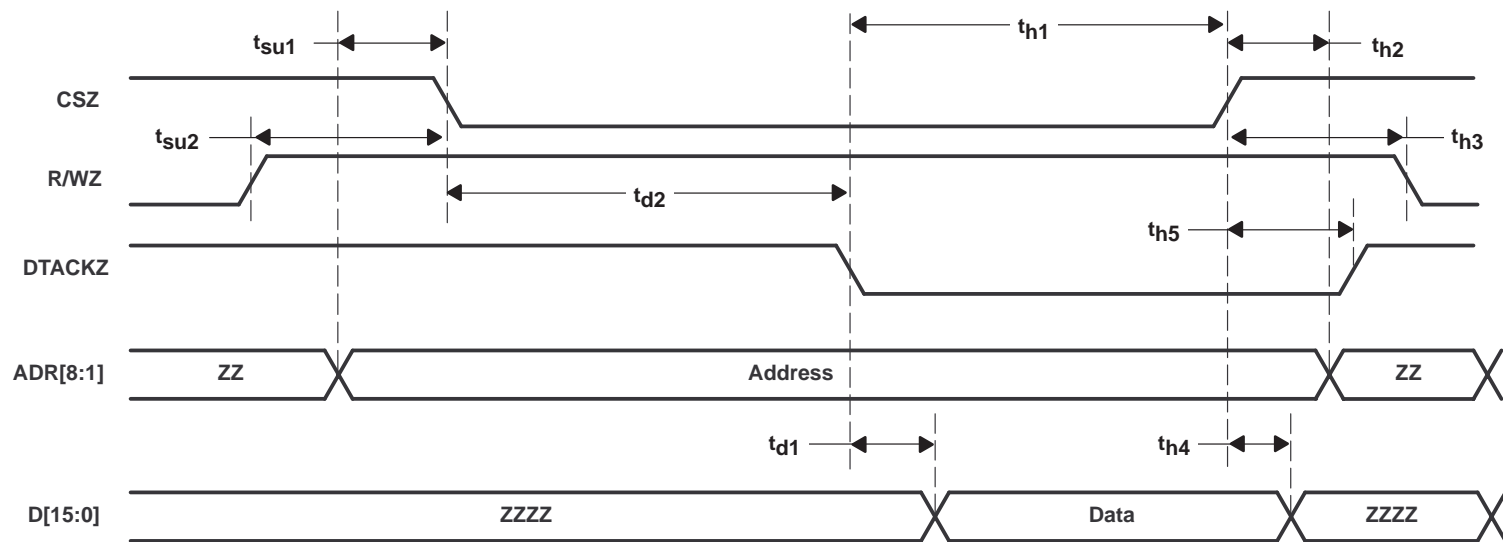 tsu1
th1
th2
CSZ
tsu2
th3
R/WZ
td2
th5
DTACKZ
ADR[8:1]
ZZ
Address
ZZ
td1
th4
D[15:0]
ZZZZ
Data
ZZZZ